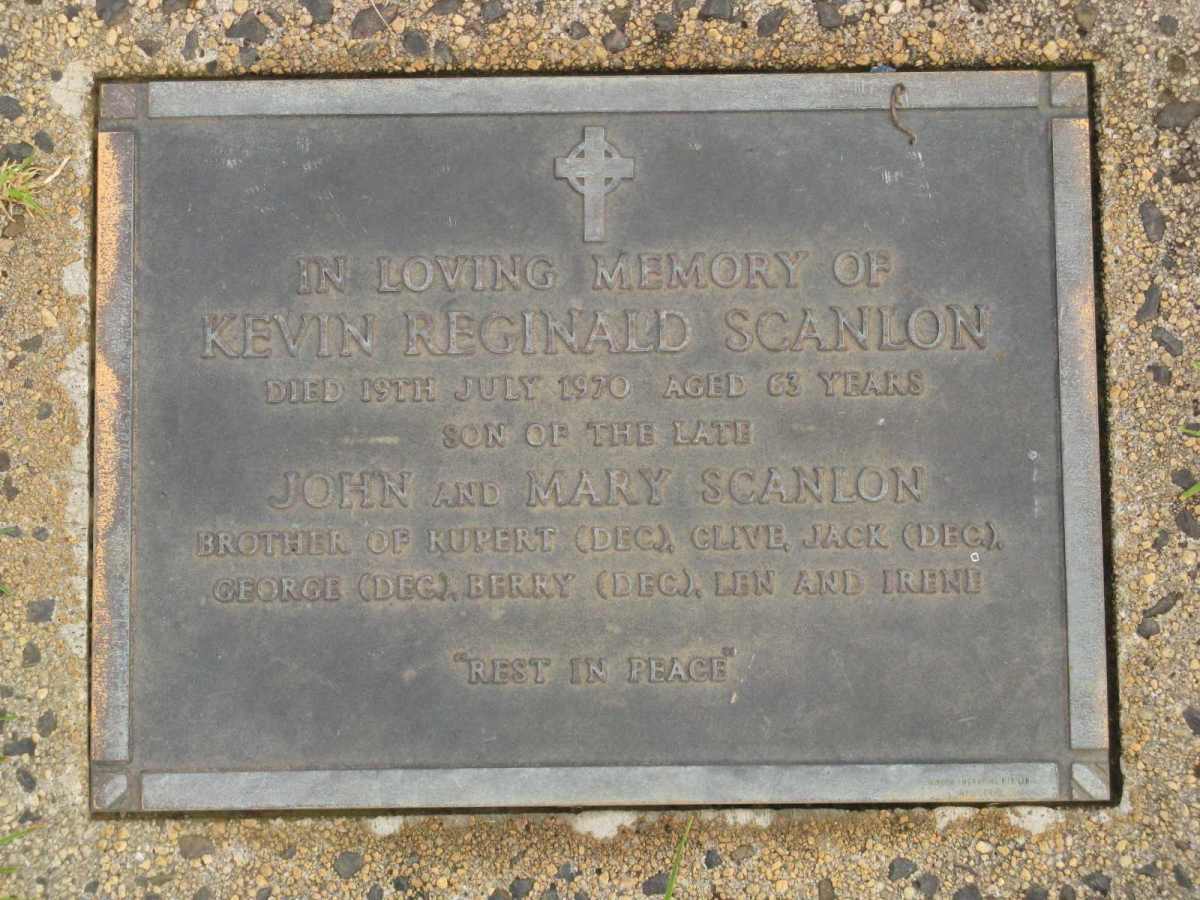 IN LOVING MEMORY OF
KEVIN REGINALD SCANLON
DIED 19TH JULY 1970 AGED 63 YEARS
SON OF THE LATE
JOHN AND MARY SCANLON
BROTHER OF RUPERT (DEC.), CLIVE, JACK (DEC.),
GEORGE (DEC.), BERRY (DEC.), LEN AND IRENE
"REST IN PEACE"